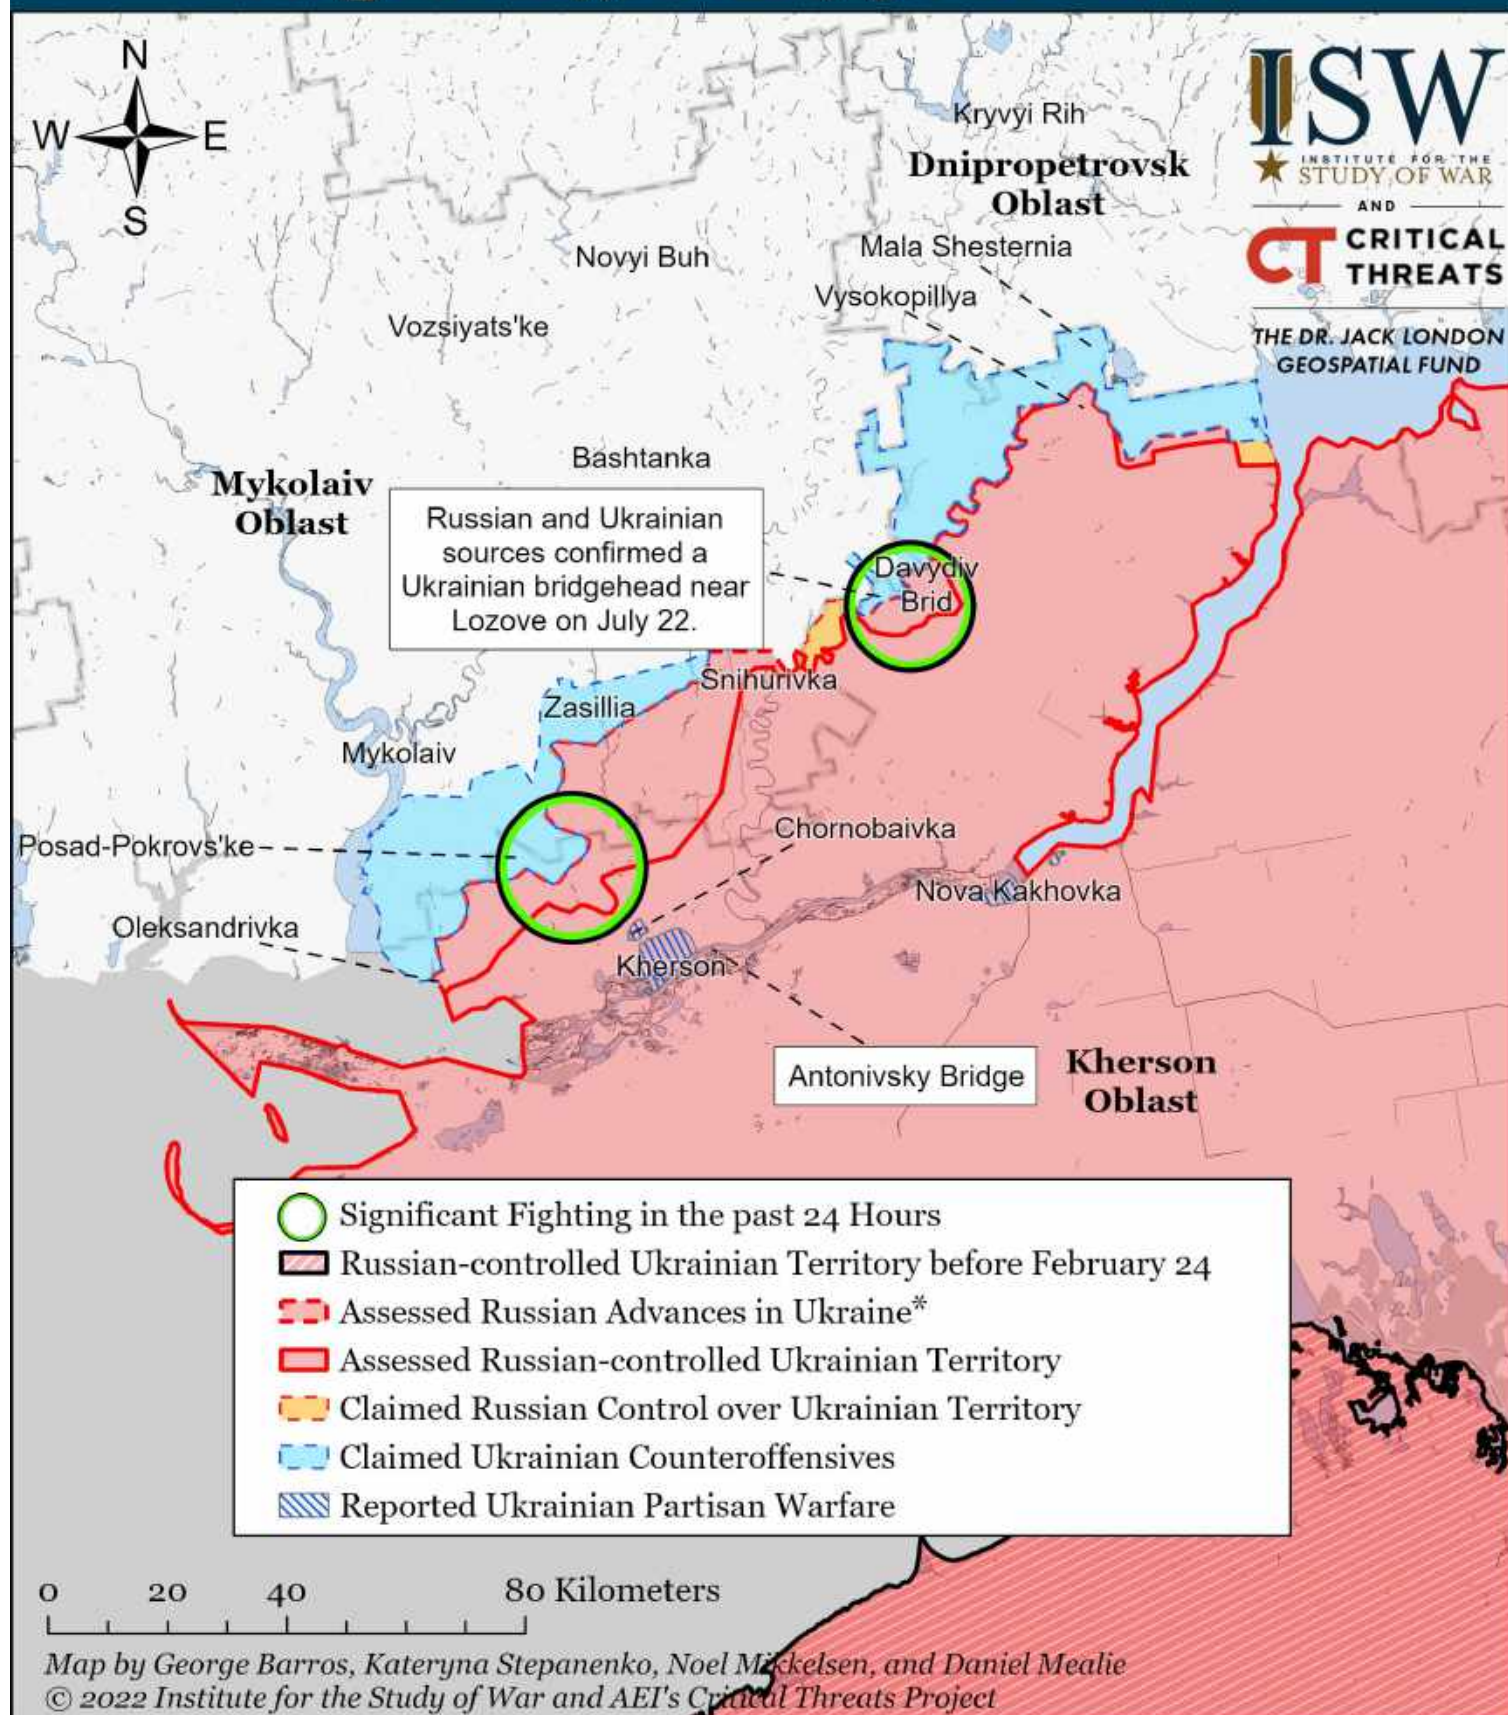 N
W
E
S
ISW
INSTITUTE FOR THE
STUDY OF WAR
AND
CT CRITICAL
THREATS
THE DR. JACK LONDON
GEOSPATIAL FUND
Kryvyi Rih
Dnipropetrovsk
Oblast
Mala Shesternia
Novyi Buh
Vysokopillya
Vozsiyats'ke
Bashtanka
Mykolaiv
Oblast
Russian and Ukrainian
sources confirmed a
Ukrainian bridgehead near
Lozove on July 22.
Davydiv
Brid
Snihurivka
Zasillia
Mykolaiv
Chornobaivka
Posad-Pokrovs'ke
Nova Kakhovka
Oleksandrivka
Kherson
Antonivsky Bridge
Kherson
Oblast
Significant Fighting in the past 24 Hours
Russian-controlled Ukrainian Territory before February 24
Assessed Russian Advances in Ukraine*
Assessed Russian-controlled Ukrainian Territory
Claimed Russian Control over Ukrainian Territory
Claimed Ukrainian Counteroffensives
Reported Ukrainian Partisan Warfare
0 20 40 80 Kilometers
Map by George Barros, Kateryna Stepanenko, Noel Mikkelsen, and Daniel Mealie
© 2022 Institute for the Study of War and AEI's Critical Threats Project